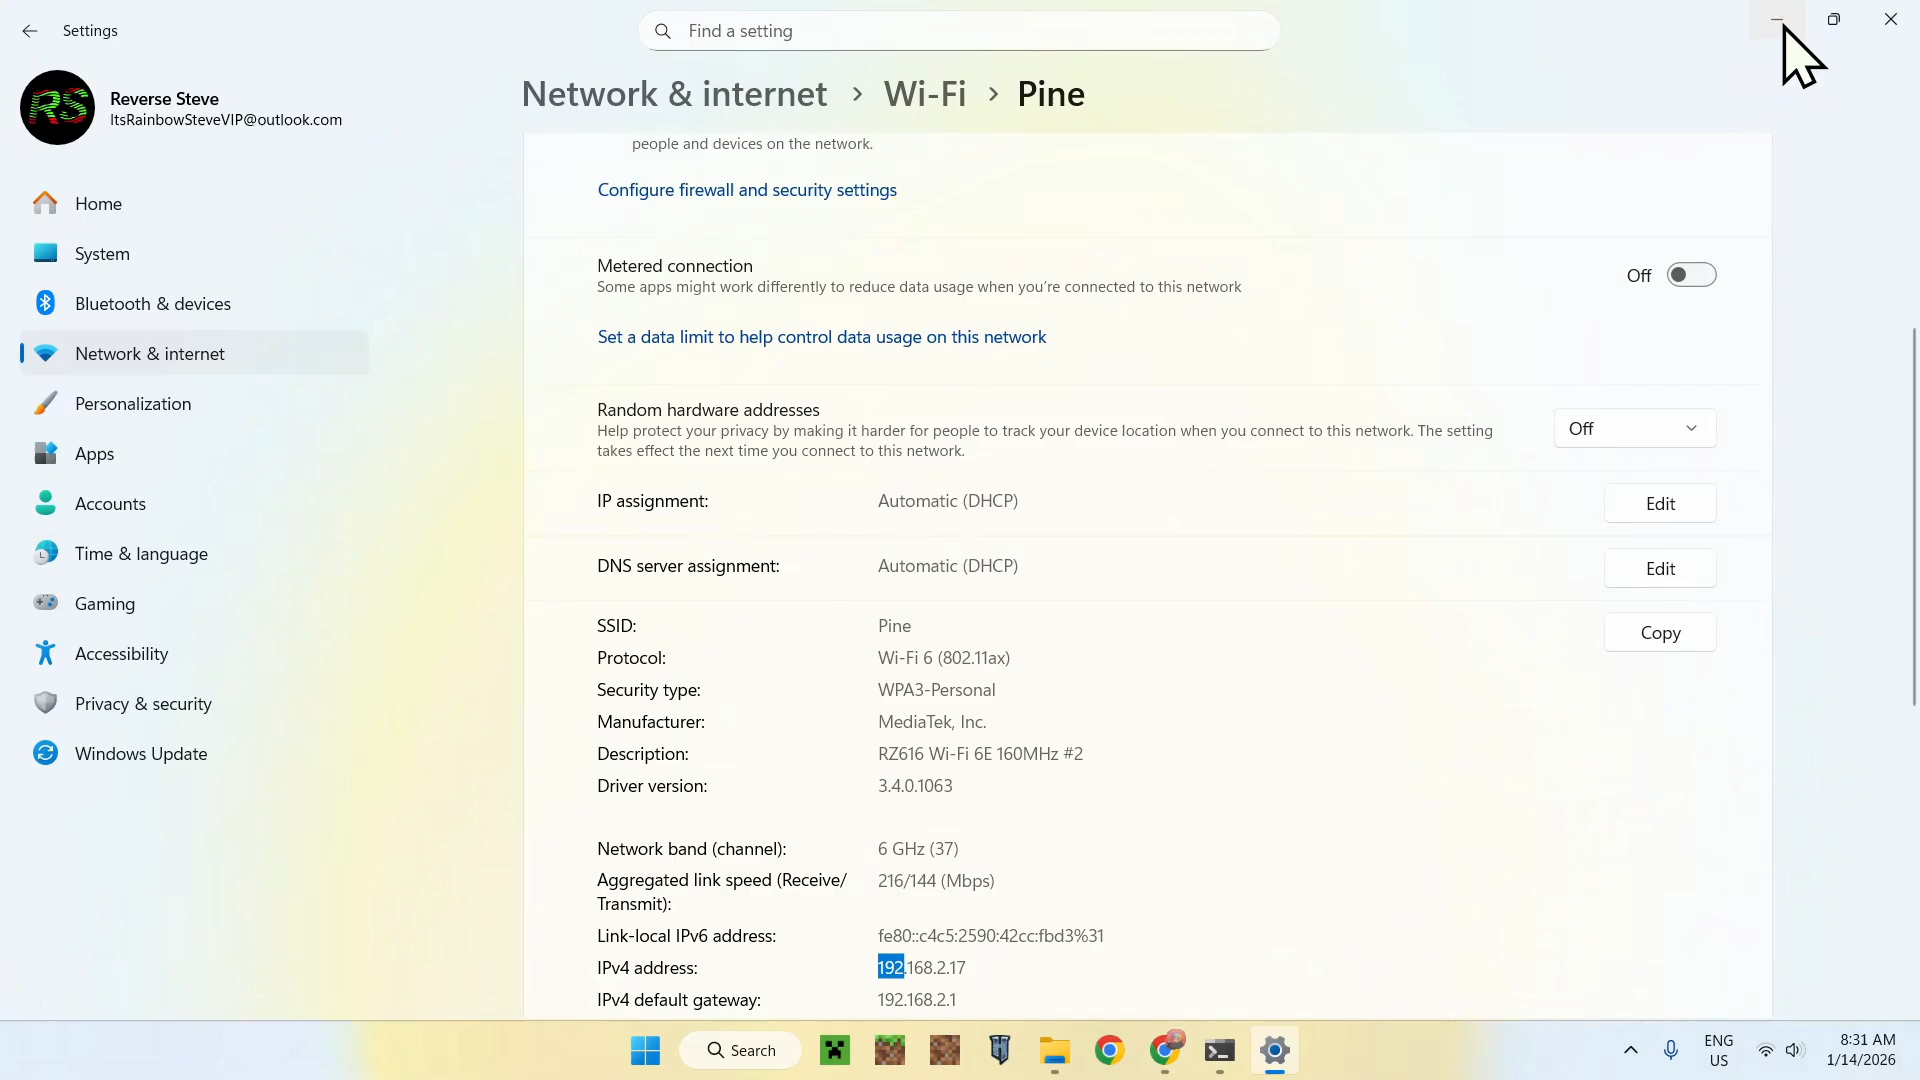 Settings
Find a setting
RS
Reverse Steve
ItsRainbowSteveVIP@outlook.com
Home
System
Bluetooth & devices
Network & internet
Personalization
Apps
Accounts
Time & language
Gaming
Accessibility
Privacy & security
Windows Update
Network & internet › Wi-Fi › Pine
people and devices on the network.
Configure firewall and security settings
Metered connection
Some apps might work differently to reduce data usage when you're connected to this network
Off
Set a data limit to help control data usage on this network
Random hardware addresses
Help protect your privacy by making it harder for people to track your device location when you connect to this network. The setting
takes effect the next time you connect to this network.
Off
IP assignment: Automatic (DHCP) Edit
DNS server assignment: Automatic (DHCP) Edit
SSID: Pine Copy
Protocol: Wi-Fi 6 (802.11ax)
Security type: WPA3-Personal
Manufacturer: MediaTek, Inc.
Description: RZ616 Wi-Fi 6E 160MHz #2
Driver version: 3.4.0.1063
Network band (channel): 6 GHz (37)
Aggregated link speed (Receive/ 216/144 (Mbps)
Transmit):
Link-local IPv6 address: fe80::c4c5:2590:42cc:fbd3%31
IPv4 address: 192.168.2.17
IPv4 default gateway: 192.168.2.1
Search
ENG
US
8:31 AM
1/14/2026